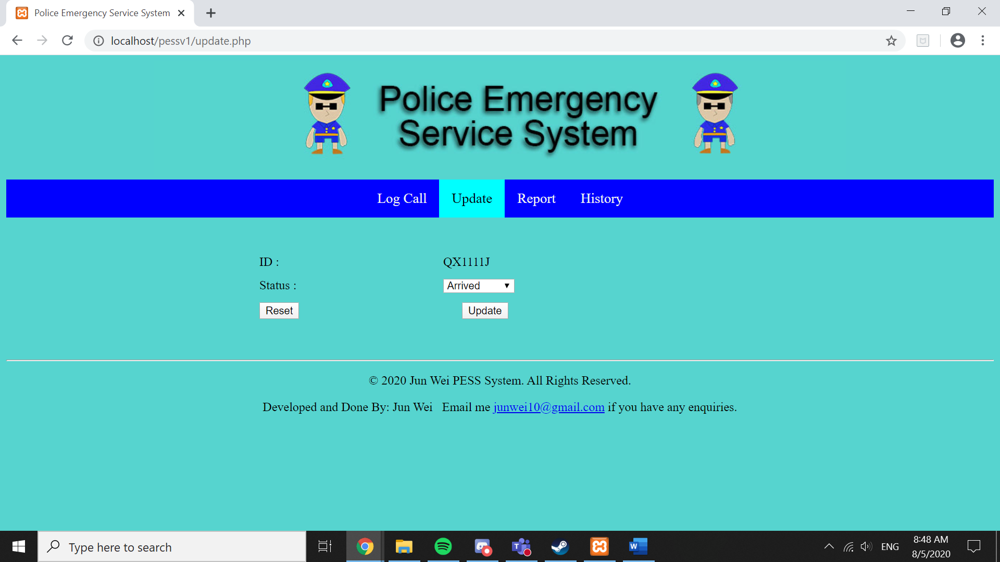 Police Emergency Service System
localhost/pessv1/update.php
Police Emergency
Service System
Log Call Update Report History
ID : QX1111J
Status : Arrived
Reset Update
© 2020 Jun Wei PESS System. All Rights Reserved.
Developed and Done By: Jun Wei Email me junwei10@gmail.com if you have any enquiries.
Type here to search
T
W
ENG
8:48 AM
8/5/2020